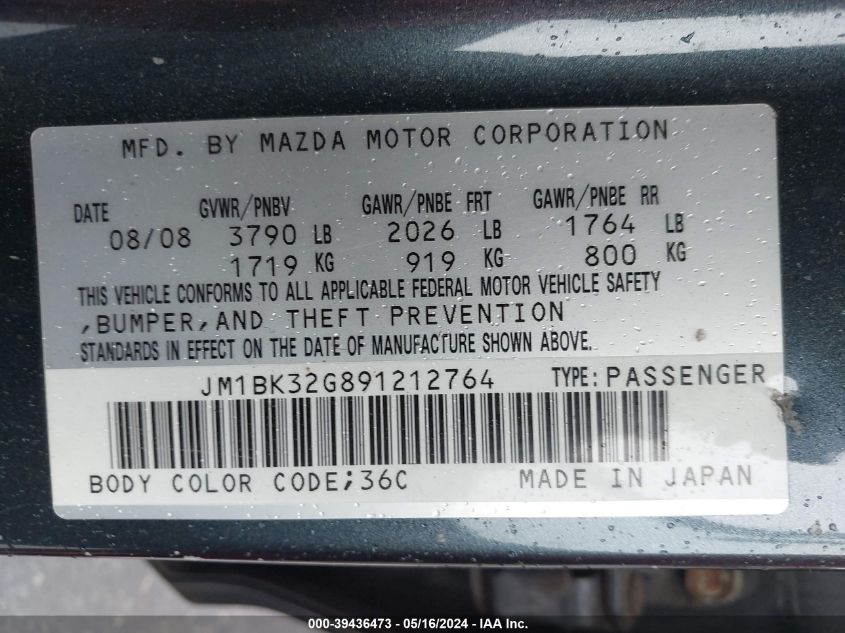 MFD. BY MAZDA MOTOR CORPORATION
DATE GVWR/PNBV GAWR/PNBE FRT GAWR/PNBE RR
08/08 3790 LB 2026 LB 1764 LB
1719 KG 919 KG 800 KG
THIS VEHICLE CONFORMS TO ALL APPLICABLE FEDERAL MOTOR VEHICLE SAFETY
,BUMPER,AND THEFT PREVENTION
STANDARDS IN EFFECT ON THE DATE OF MANUFACTURE SHOWN ABOVE.
JM1BK32G891212764 TYPE:PASSENGER
BODY COLOR CODE;36C MADE IN JAPAN
000-39436473 - 05/16/2024 - IAA Inc.